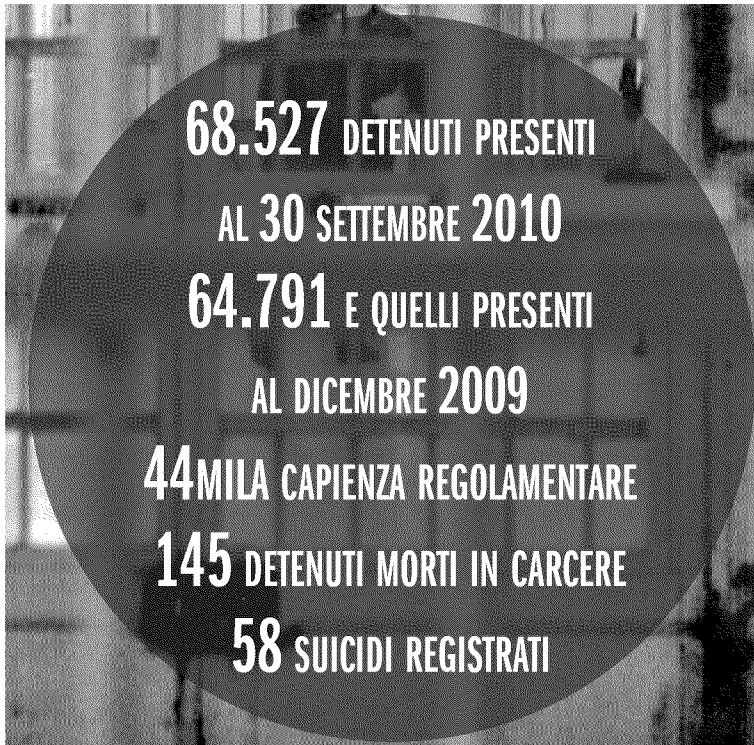 68.527 DETENUTI PRESENTI
AL 30 SETTEMBRE 2010
64.791 E QUELLI PRESENTI
AL DICEMBRE 2009
44MILA CAPIENZA REGOLAMENTARE
145 DETENUTI MORTI IN CARCERE
58 SUICIDI REGISTRATI